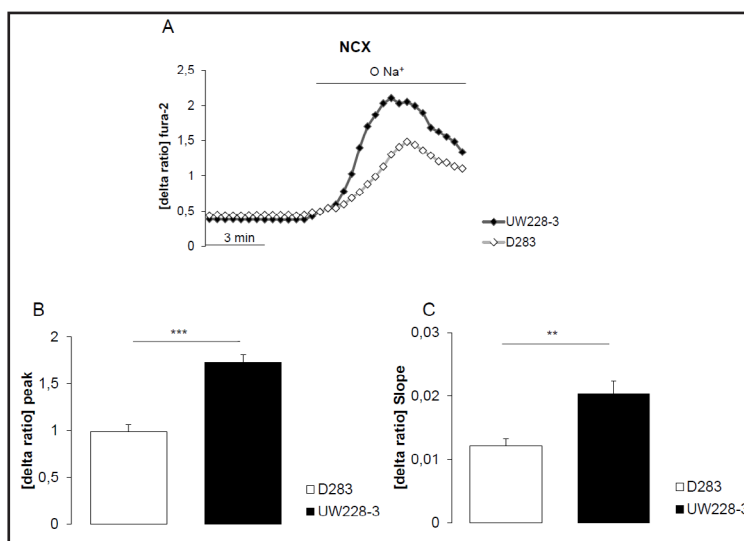 A
NCX
O Na⁺
2,5
2
1,5
1
0,5
0
[delta ratio] fura-2
3 min
UW228-3
D283
B
***
2
1,5
1
0,5
0
[delta ratio] peak
D283
UW228-3
C
**
0,03
0,02
0,01
0
[delta ratio] Slope
D283
UW228-3